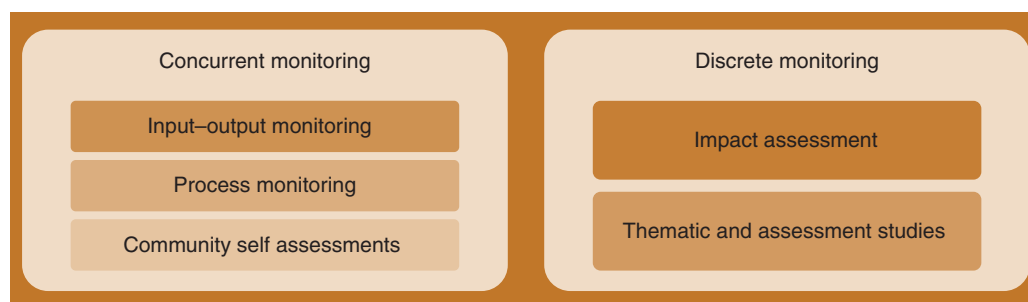 Concurrent monitoring
Input–output monitoring
Process monitoring
Community self assessments
Discrete monitoring
Impact assessment
Thematic and assessment studies